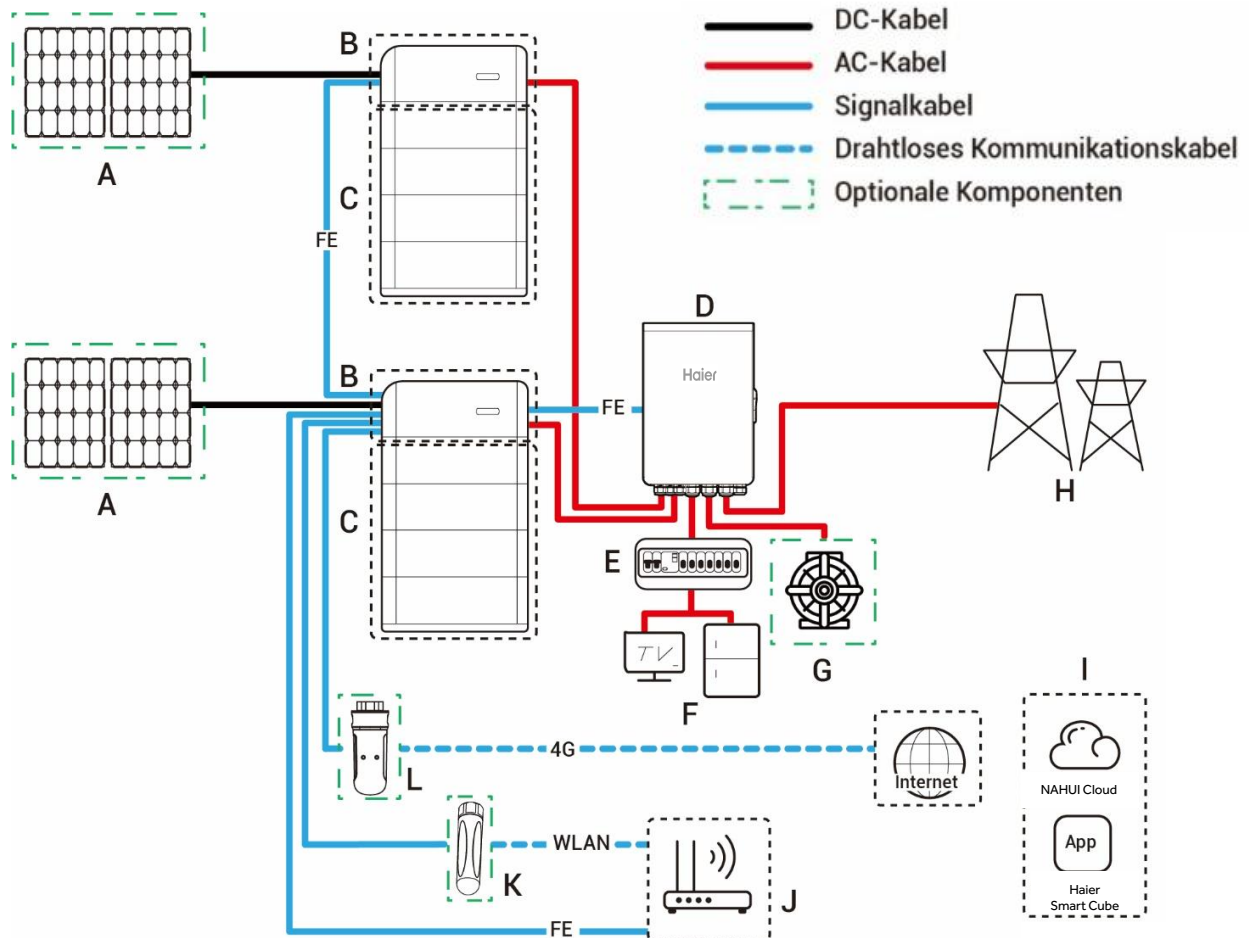 DC-Kabel
AC-Kabel
Signalkabel
Drahtloses Kommunikationskabel
Optionale Komponenten
A
B
C
FE
A
B
C
FE
D
Haier
H
E
TV
F
G
I
NAHUI Cloud
App
Haier
Smart Cube
L
4G
Internet
K
WLAN
J
FE